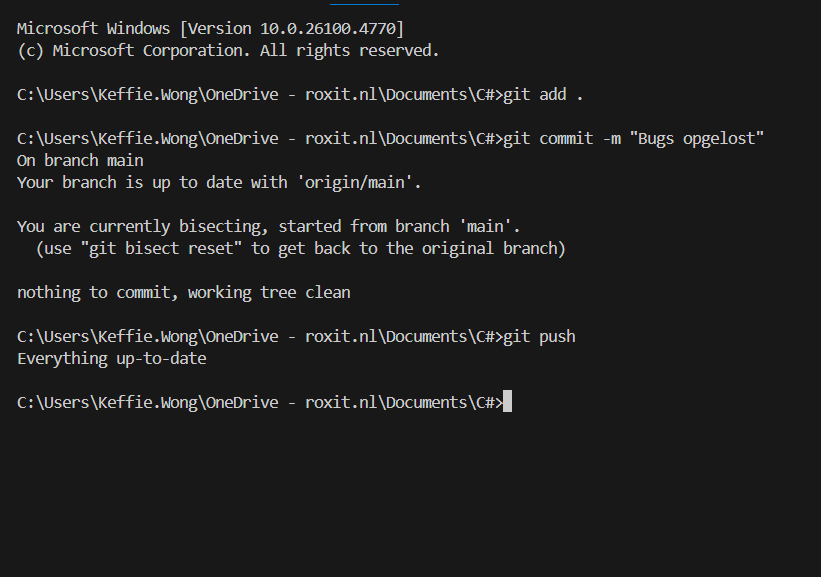 Microsoft Windows [Version 10.0.26100.4770]
(c) Microsoft Corporation. All rights reserved.
C:\Users\Keffie.Wong\OneDrive - roxit.nl\Documents\C#>git add .
C:\Users\Keffie.Wong\OneDrive - roxit.nl\Documents\C#>git commit -m "Bugs opgelost"
On branch main
Your branch is up to date with 'origin/main'.
You are currently bisecting, started from branch 'main'.
  (use "git bisect reset" to get back to the original branch)
nothing to commit, working tree clean
C:\Users\Keffie.Wong\OneDrive - roxit.nl\Documents\C#>git push
Everything up-to-date
C:\Users\Keffie.Wong\OneDrive - roxit.nl\Documents\C#>